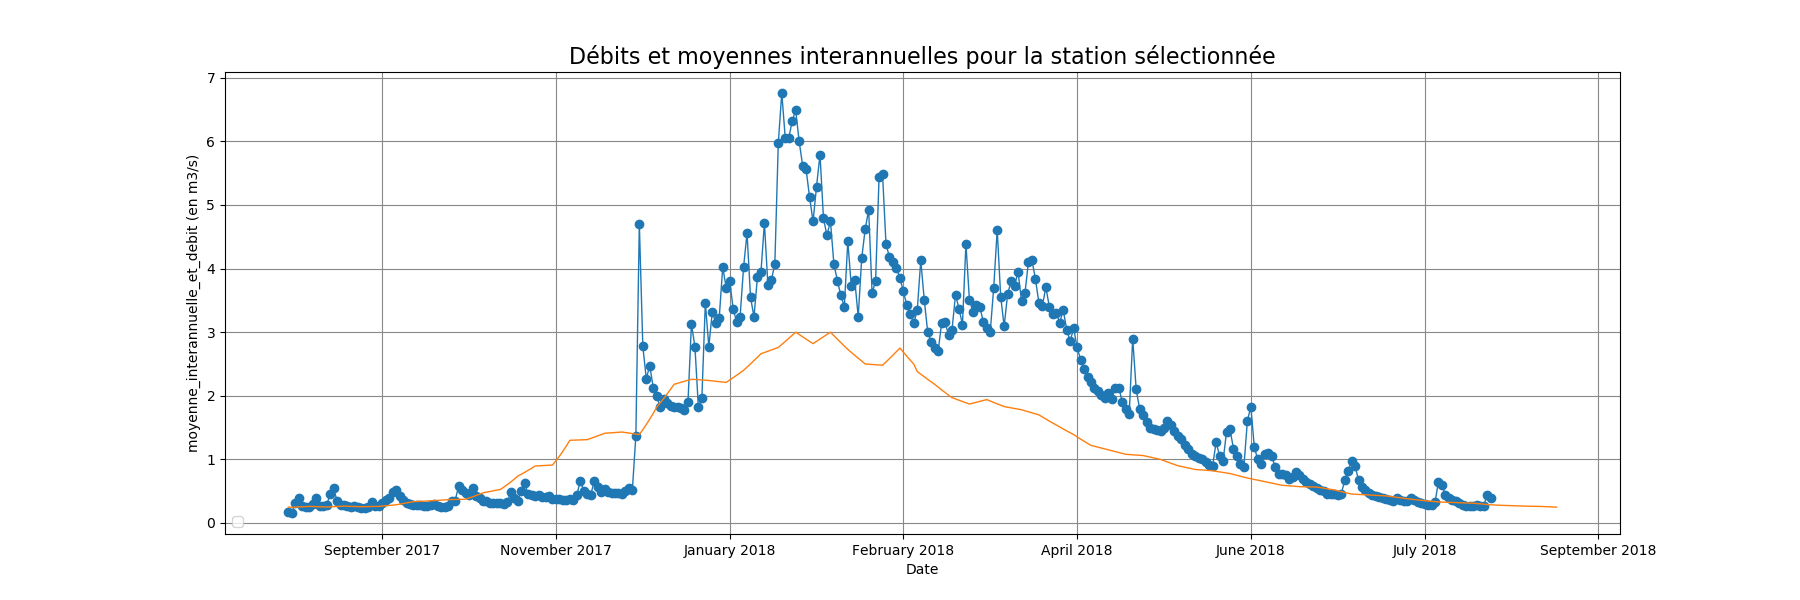 Débits et moyennes interannuelles pour la station sélectionnée
moyenne_interannuelle_et_debit (en m3/s)
7
6
5
4
3
2
1
0
September 2017 November 2017 January 2018 February 2018 April 2018 June 2018 July 2018 September 2018
Date